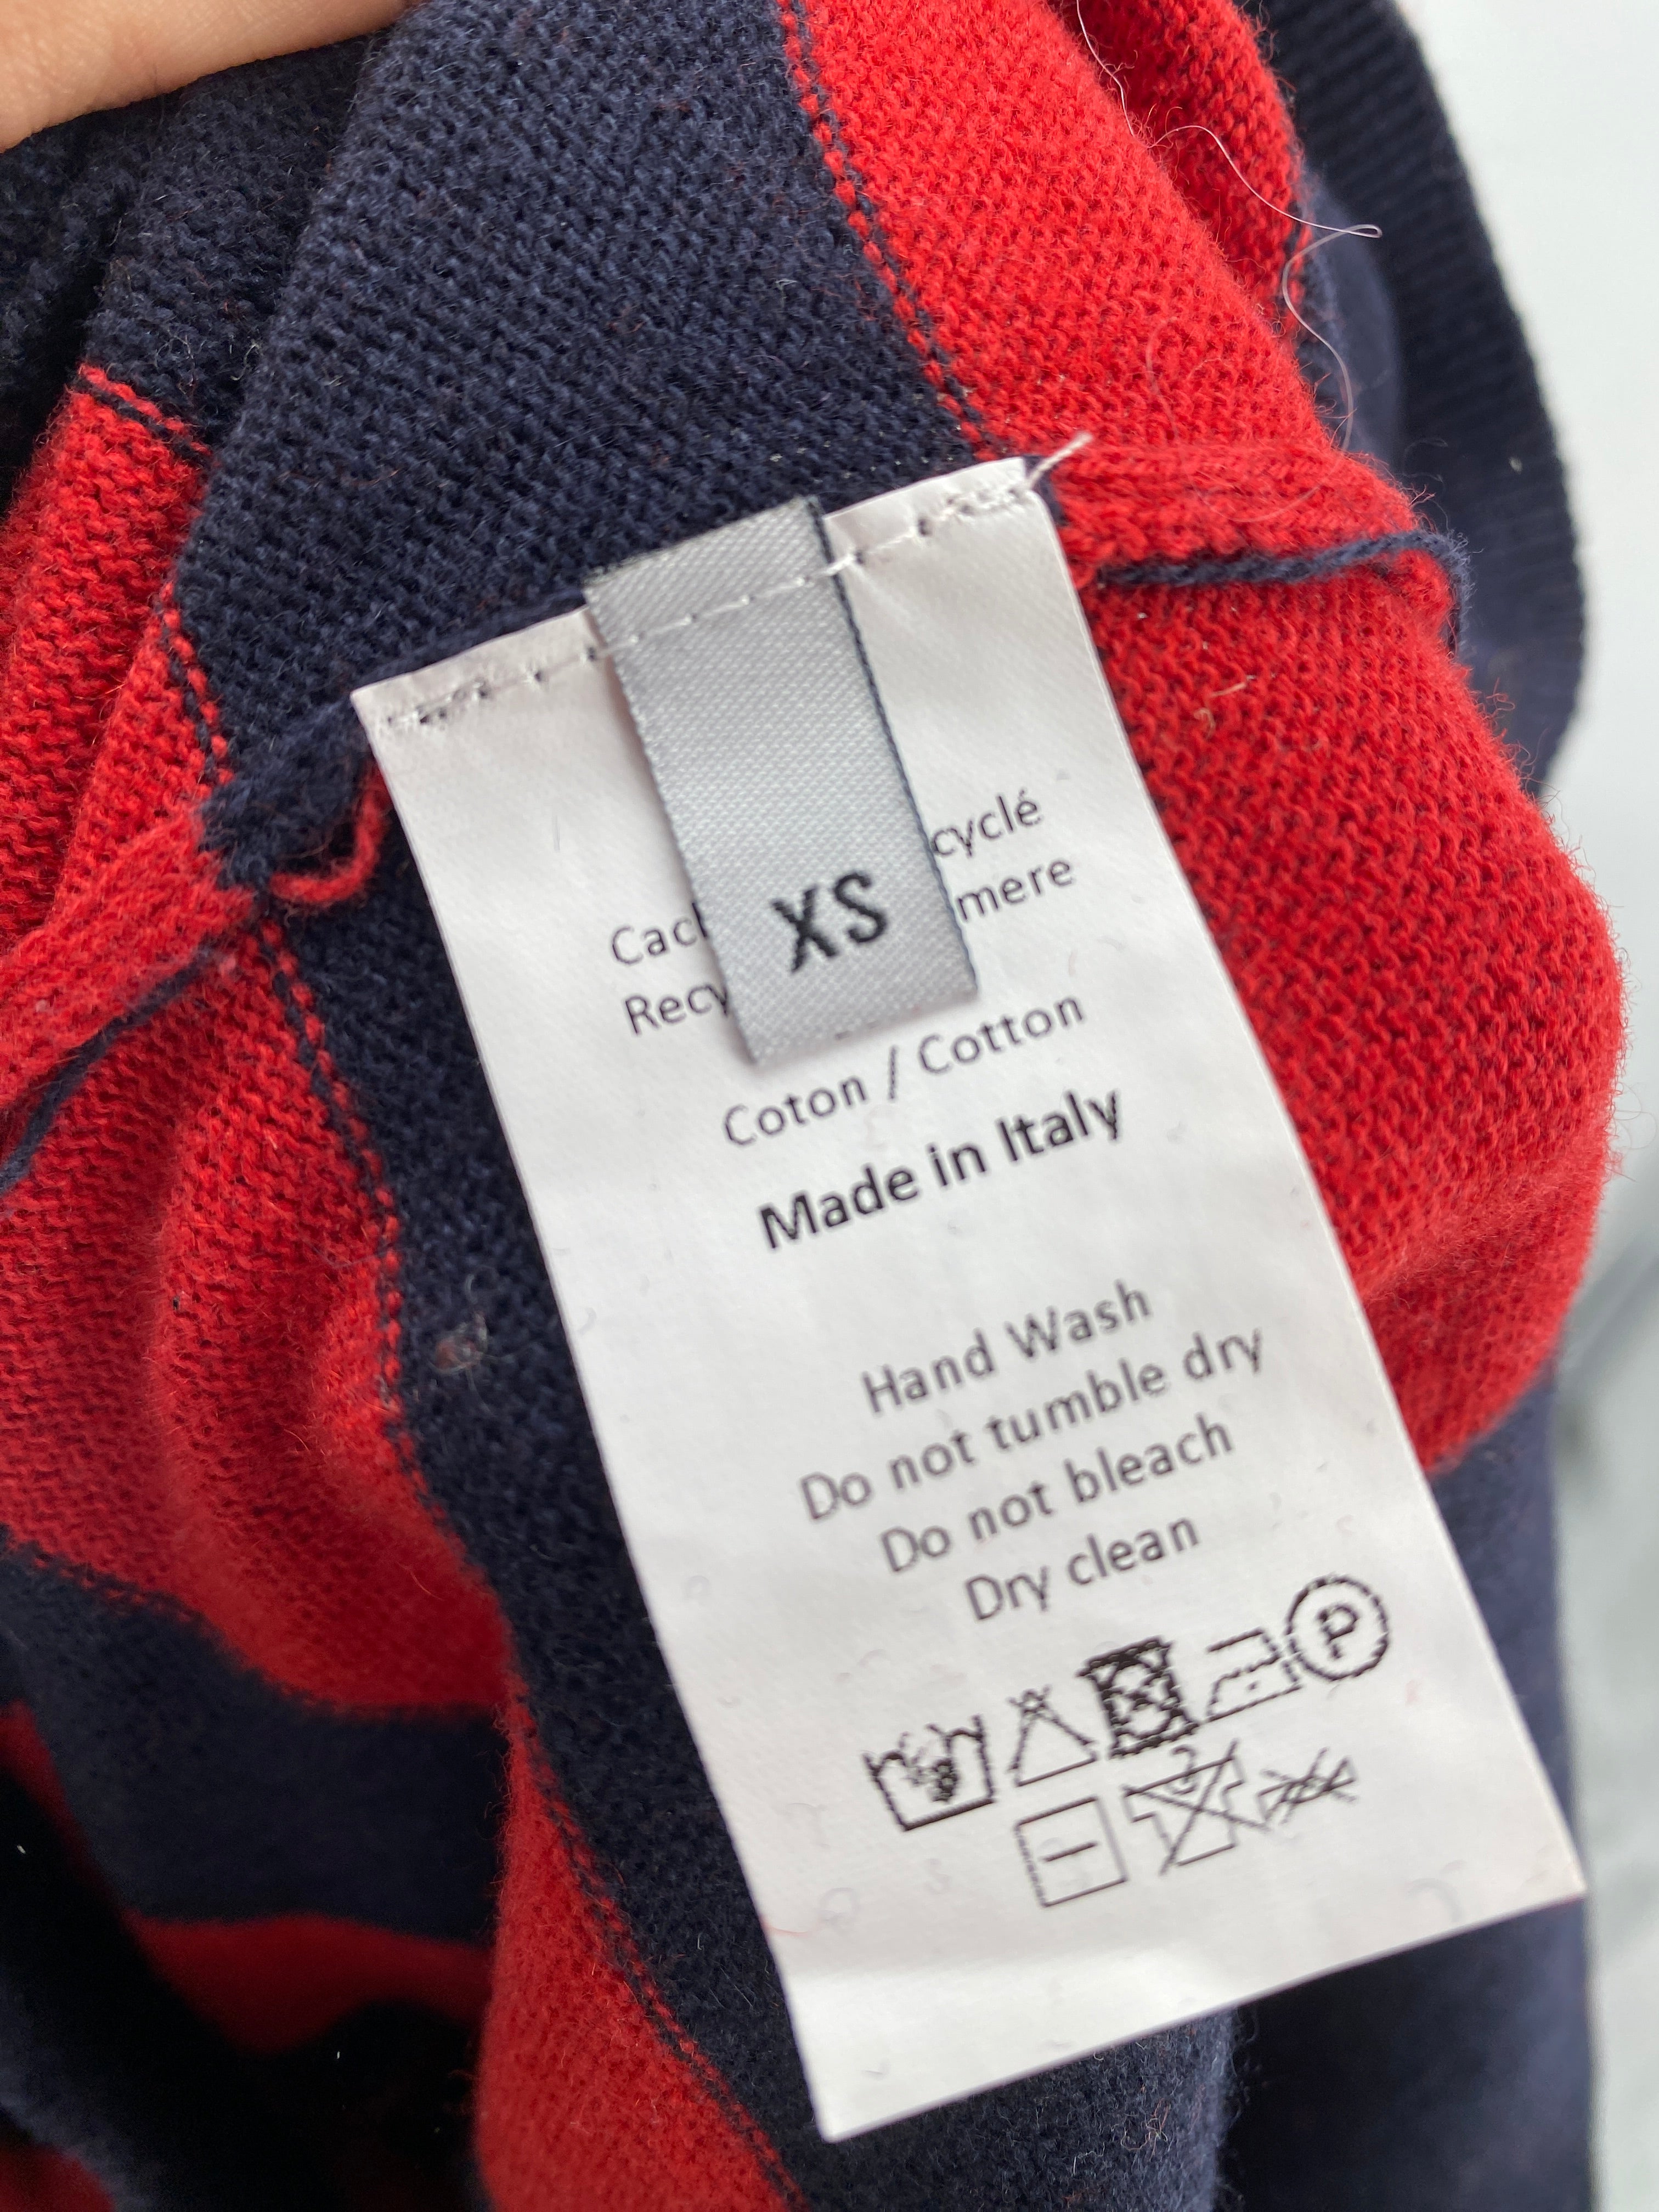 XS
Coton / Cotton
Made in Italy
Hand Wash
Do not tumble dry
Do not bleach
Dry clean
P